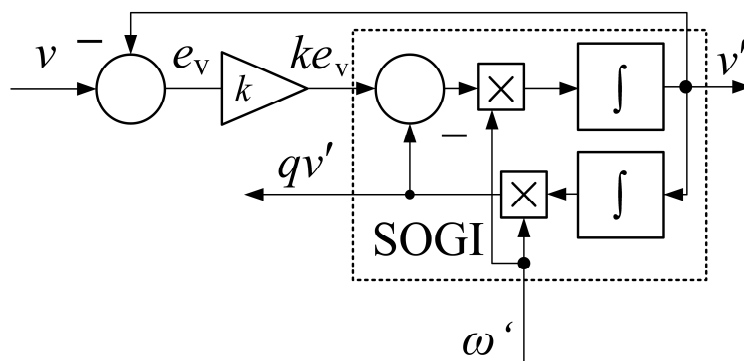 v − e_v k ke_v × ∫ v′
−
qv′ × ∫
SOGI
ω‘